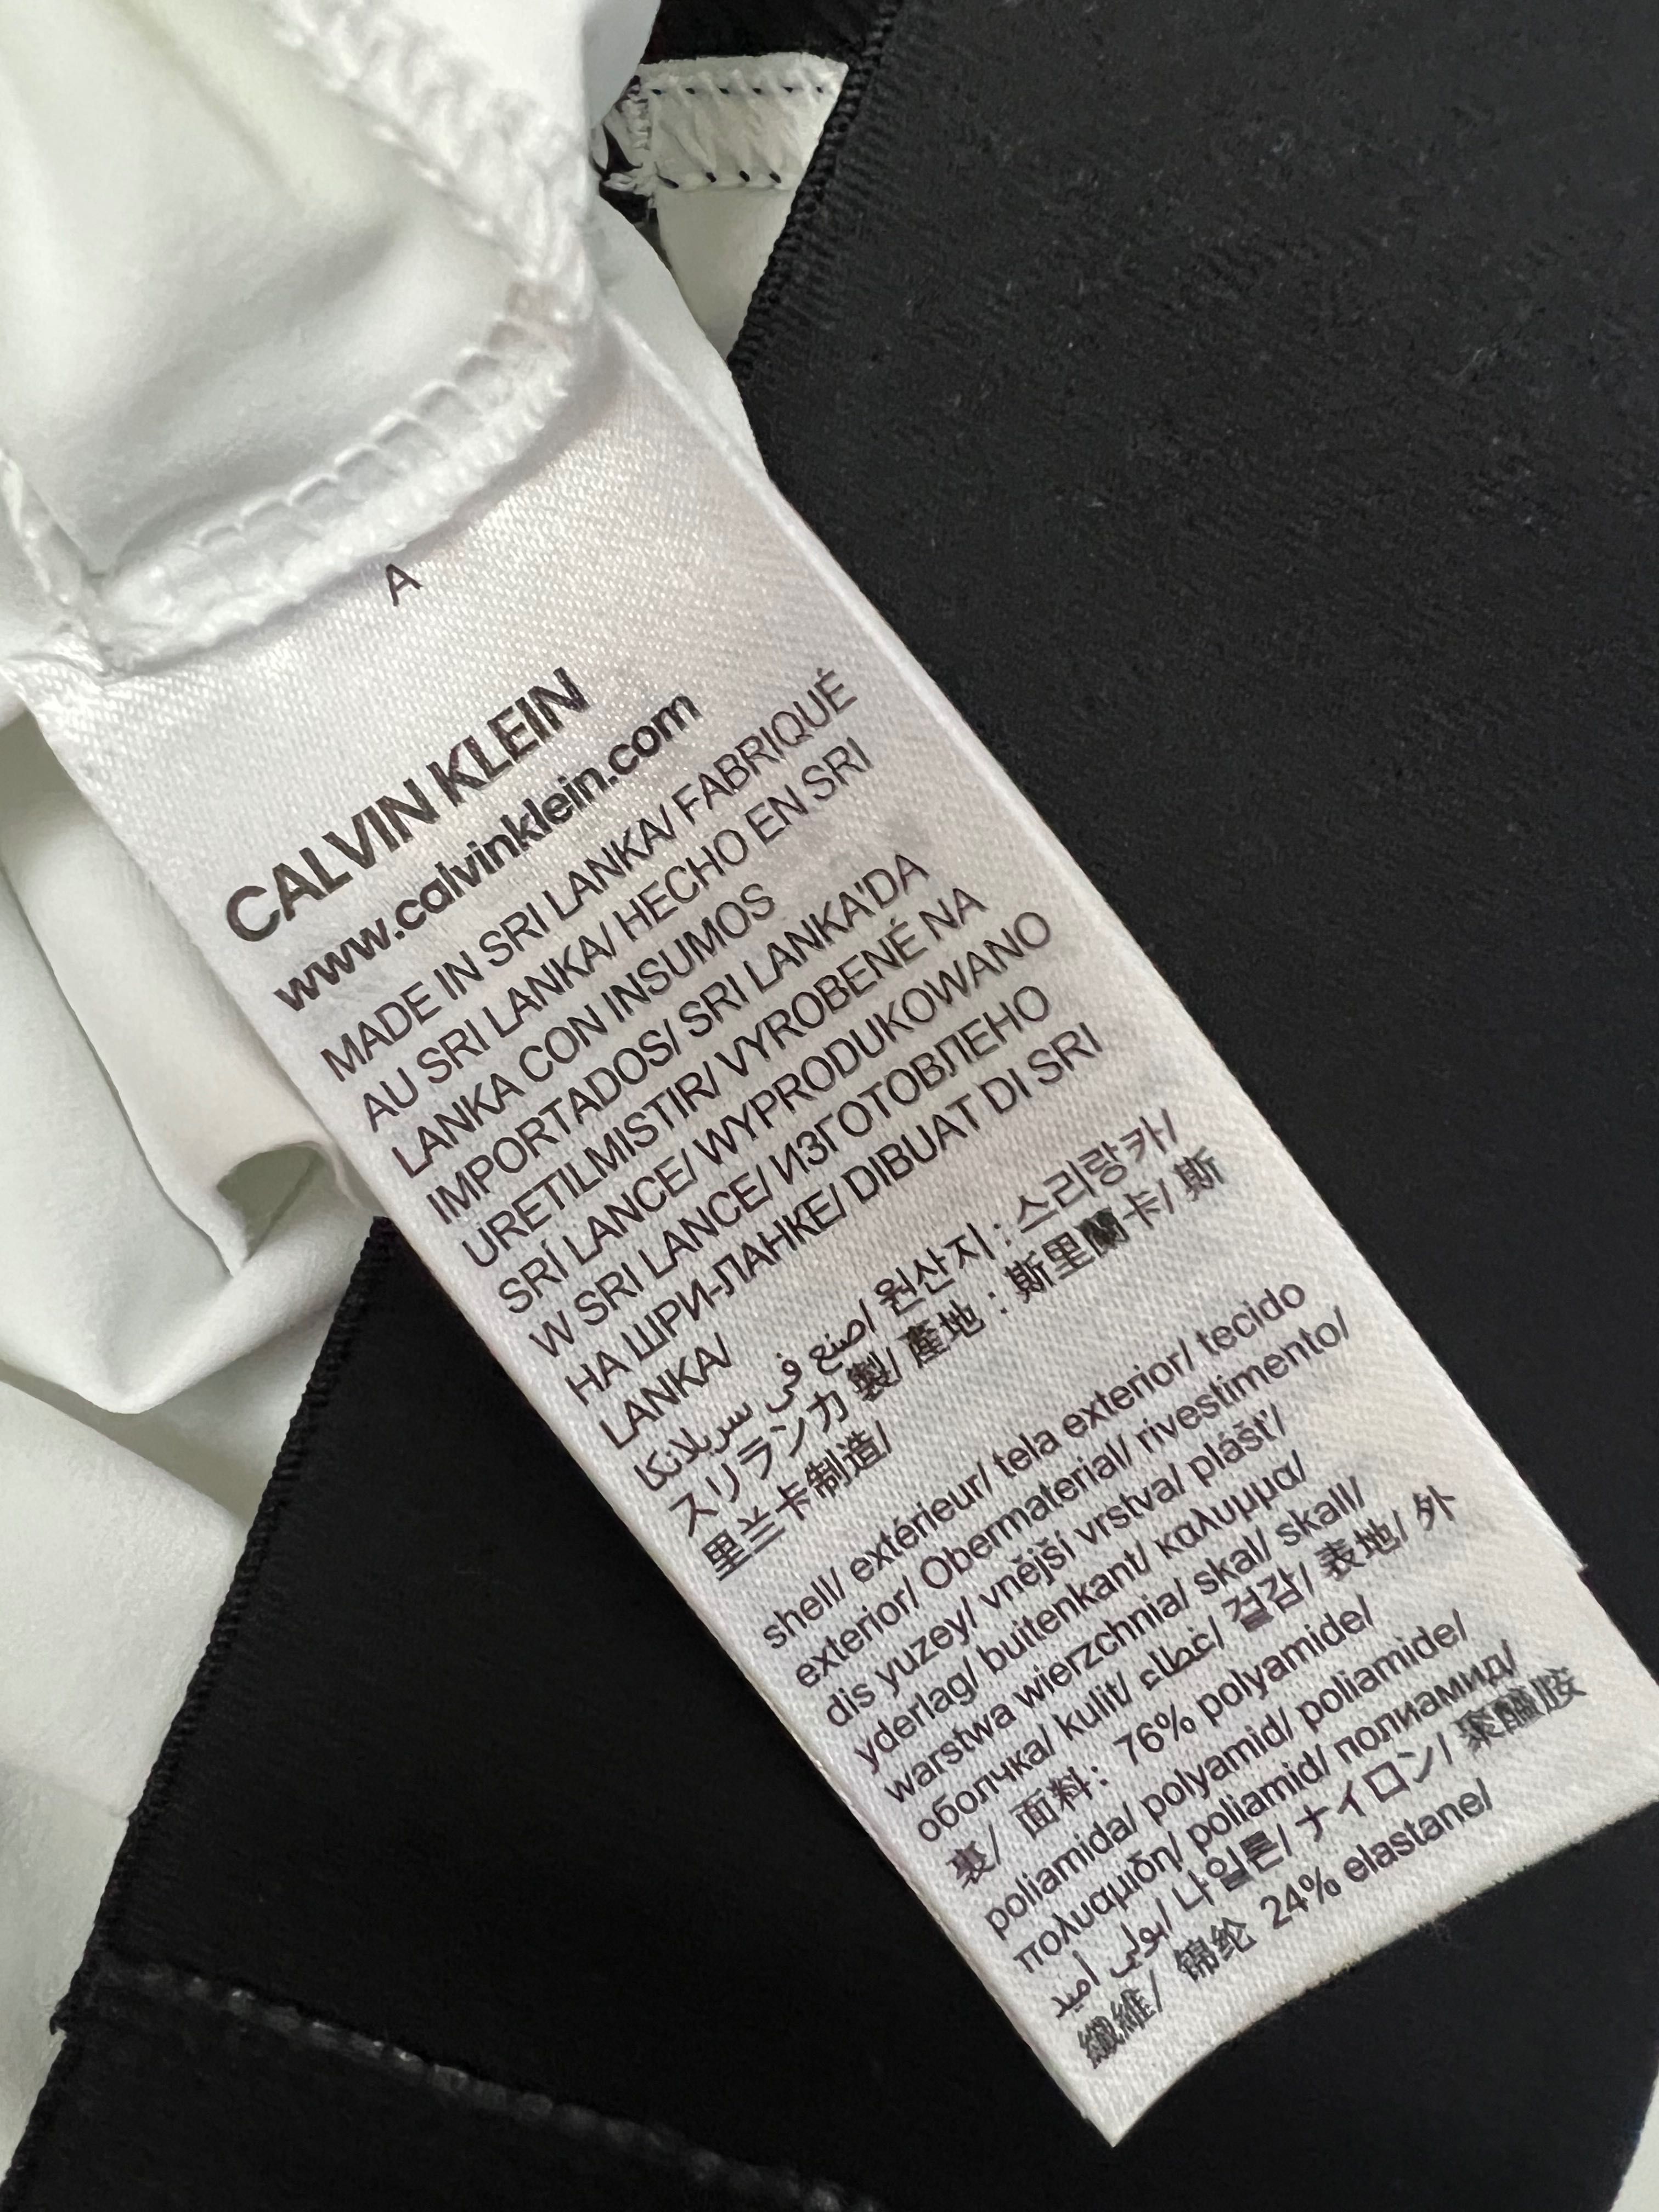 A
CALVIN KLEIN
www.calvinklein.com
MADE IN SRI LANKA/ FABRIQUÉ
AU SRI LANKA/ HECHO EN SRI
LANKA CON INSUMOS
IMPORTADOS/ SRI LANKA'DA
URETILMISTIR/ VYROBENÉ NA
SRÍ LANCE/ WYPRODUKOWANO
W SRI LANCE/ ИЗГОТОВЛЕНО
НА ШРИ-ЛАНКЕ/ DIBUAT DI SRI
LANKA/
صنع في سريلانكا/ 원산지 : 스리랑카/
スリランカ 製/ 產地 : 斯里蘭卡/ 斯
里兰卡制造/
shell/ extérieur/ tela exterior/ tecido
exterior/ Obermaterial/ rivestimento/
dis yuzey/ vnější vrstva/ plášť/
yderlag/ buitenkant/ καλυμμα/
warstwa wierzchnia/ skal/ skall/
оболчка/ kulit/ غطاء/ 겉감/ 表地/ 外
裹/ 面料: 76% polyamide/
poliamida/ polyamid/ poliamide/
πολυαμιδη/ poliamid/ полиамид/
بولي أميد/ 나일론/ ナイロン/ 聚醯胺
纖維/ 锦纶 24% elastane/